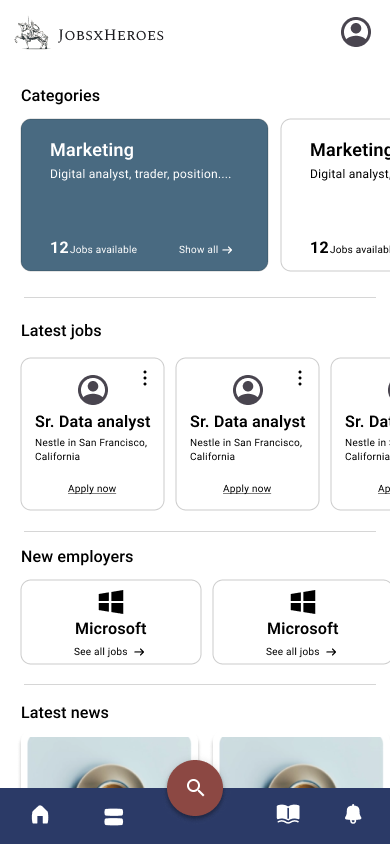 JobsxHeroes
Categories
Marketing
Digital analyst, trader, position....
12 Jobs available
Show all →
Marketing
Digital analyst,
12 Jobs availabl
Latest jobs
Sr. Data analyst
Nestle in San Francisco,
California
Apply now
Sr. Data analyst
Nestle in San Francisco,
California
Apply now
Sr. Da
Nestle in
California
Ap
New employers
Microsoft
See all jobs →
Microsoft
See all jobs →
Latest news